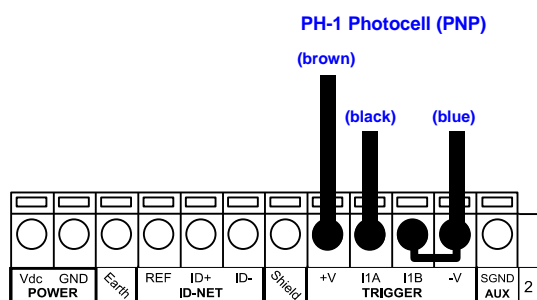 PH-1 Photocell (PNP)
(brown)
(black) (blue)
Vdc GND Earth REF ID+ ID- Shield +V I1A I1B -V SGND
POWER ID-NET TRIGGER AUX 2